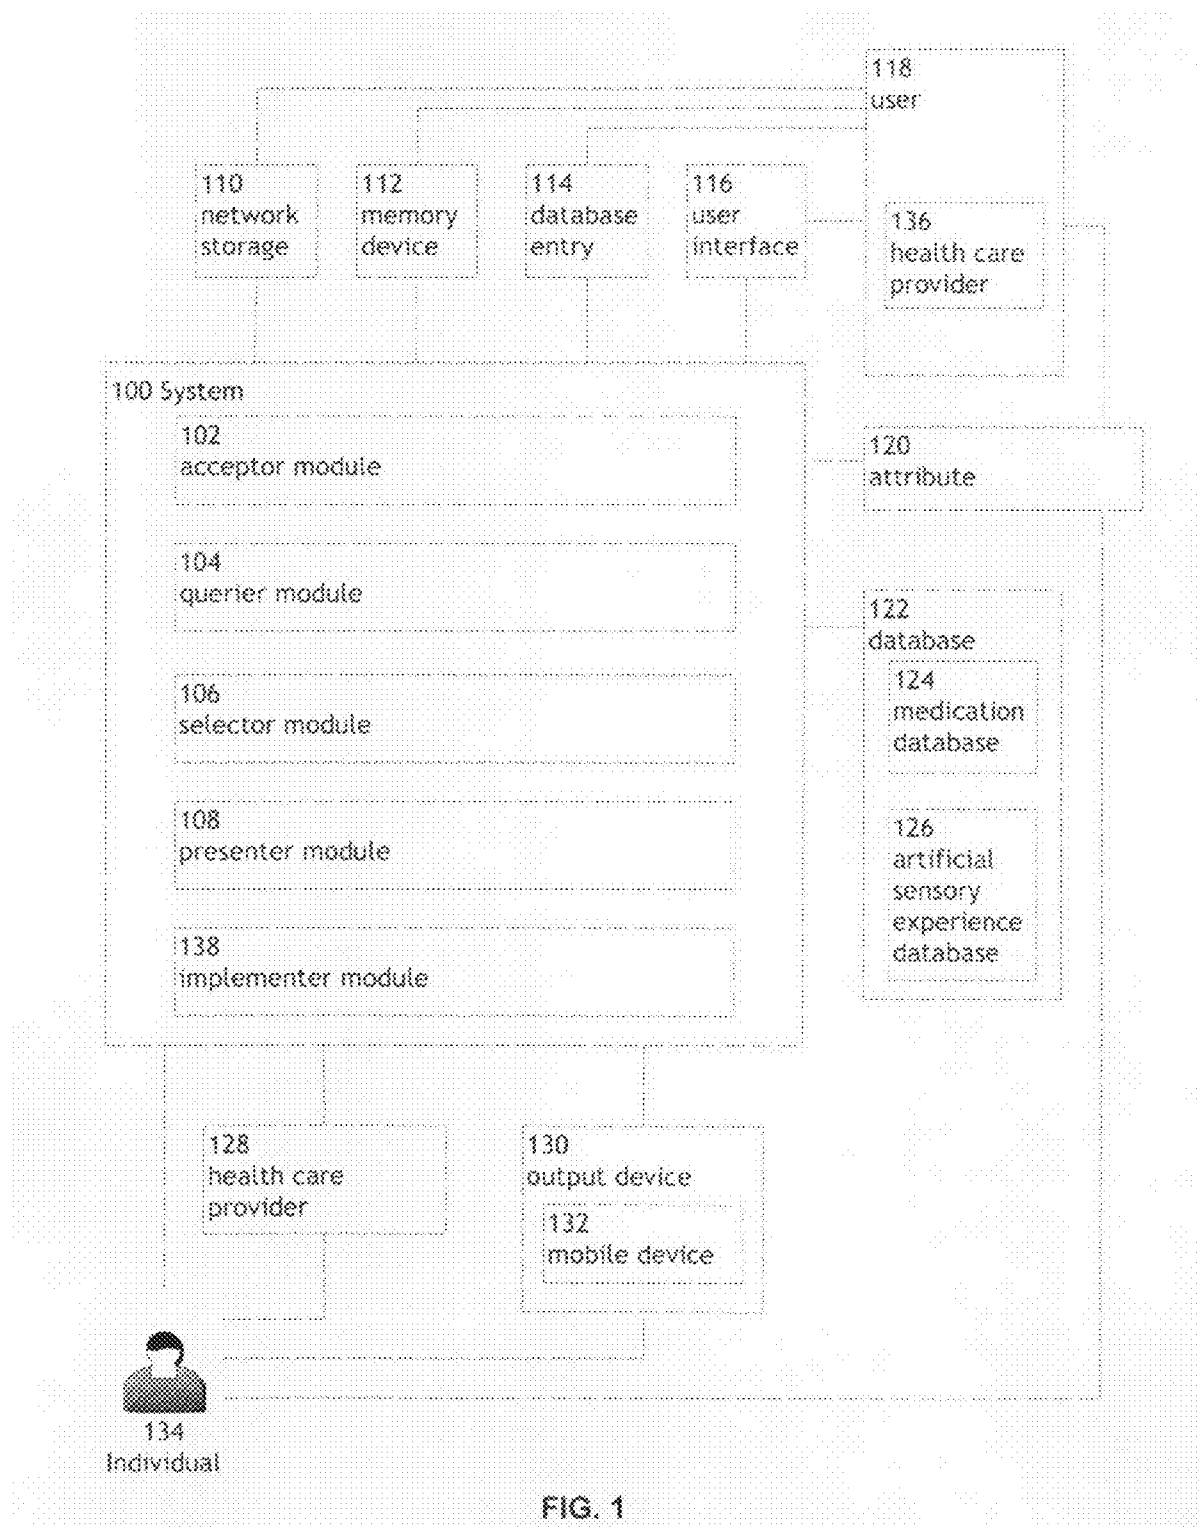 118
user
110
network
storage
112
memory
device
114
database
entry
116
user
interface
136
health care
provider
100 System
102
acceptor module
104
querier module
106
selector module
108
presenter module
138
implementer module
120
attribute
122
database
124
medication
database
126
artificial
sensory
experience
database
128
health care
provider
130
output device
132
mobile device
134
Individual
FIG. 1